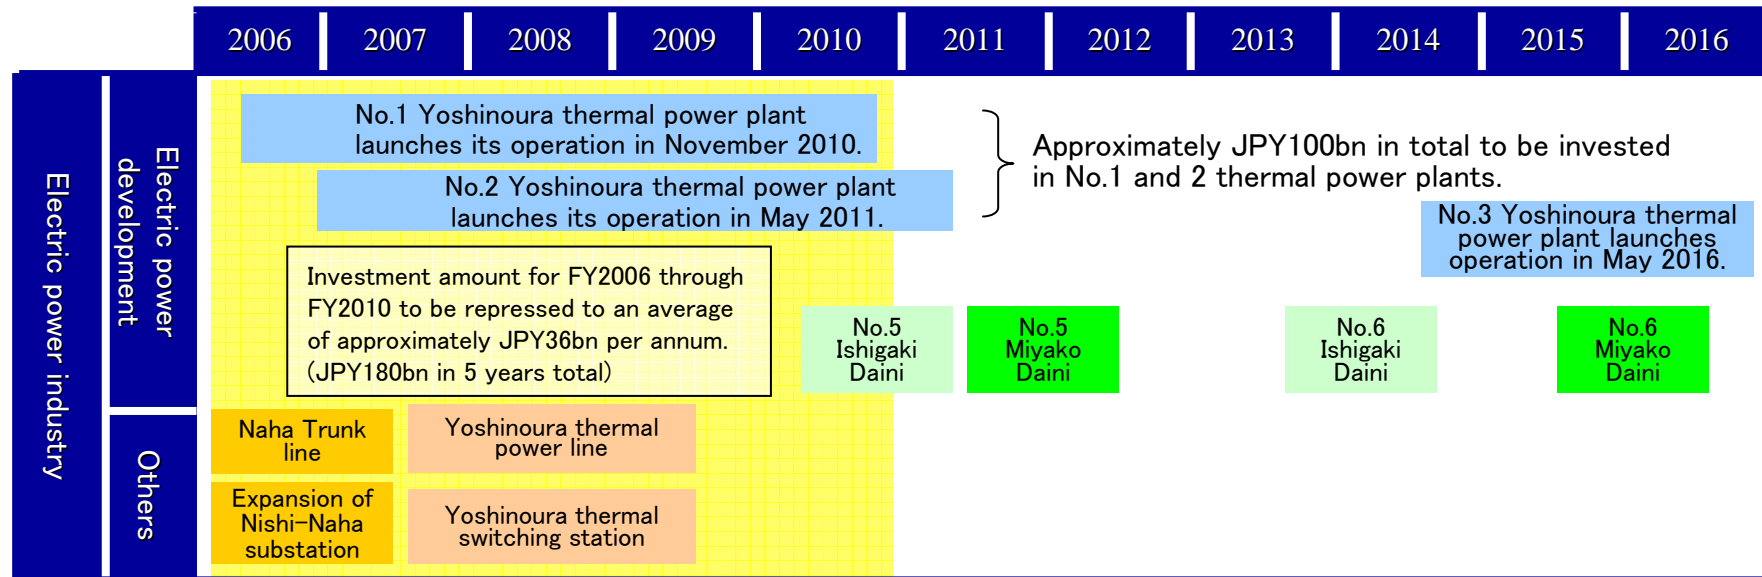 2006 2007 2008 2009 2010 2011 2012 2013 2014 2015 2016
Electric power industry
Electric power
development
No.1 Yoshinoura thermal power plant
launches its operation in November 2010.
No.2 Yoshinoura thermal power plant
launches its operation in May 2011.
Approximately JPY100bn in total to be invested
in No.1 and 2 thermal power plants.
No.3 Yoshinoura thermal
power plant launches
operation in May 2016.
Investment amount for FY2006 through
FY2010 to be repressed to an average
of approximately JPY36bn per annum.
(JPY180bn in 5 years total)
No.5
Ishigaki
Daini
No.5
Miyako
Daini
No.6
Ishigaki
Daini
No.6
Miyako
Daini
Others
Naha Trunk
line
Yoshinoura thermal
power line
Expansion of
Nishi-Naha
substation
Yoshinoura thermal
switching station